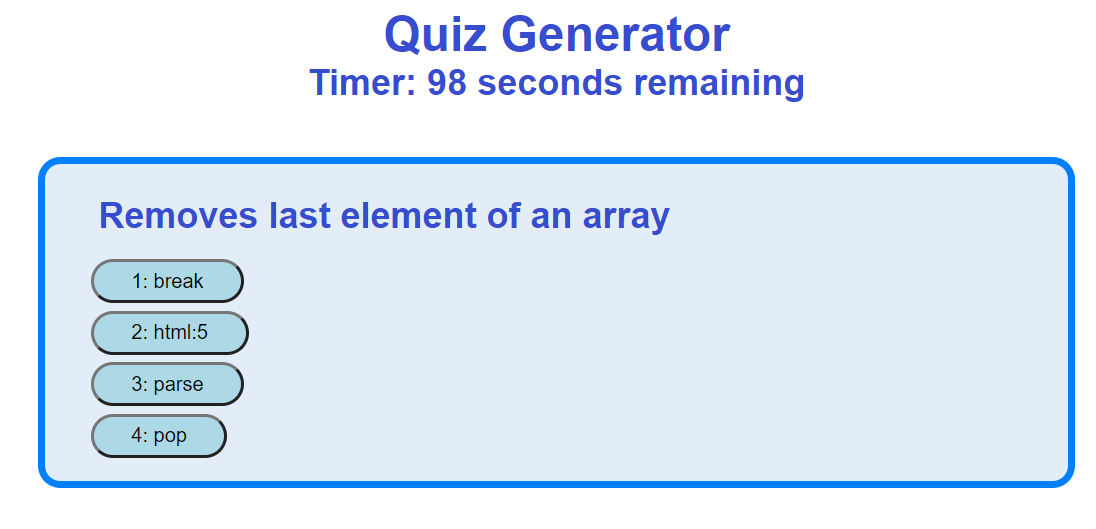 Quiz Generator
Timer: 98 seconds remaining
Removes last element of an array
1: break
2: html:5
3: parse
4: pop